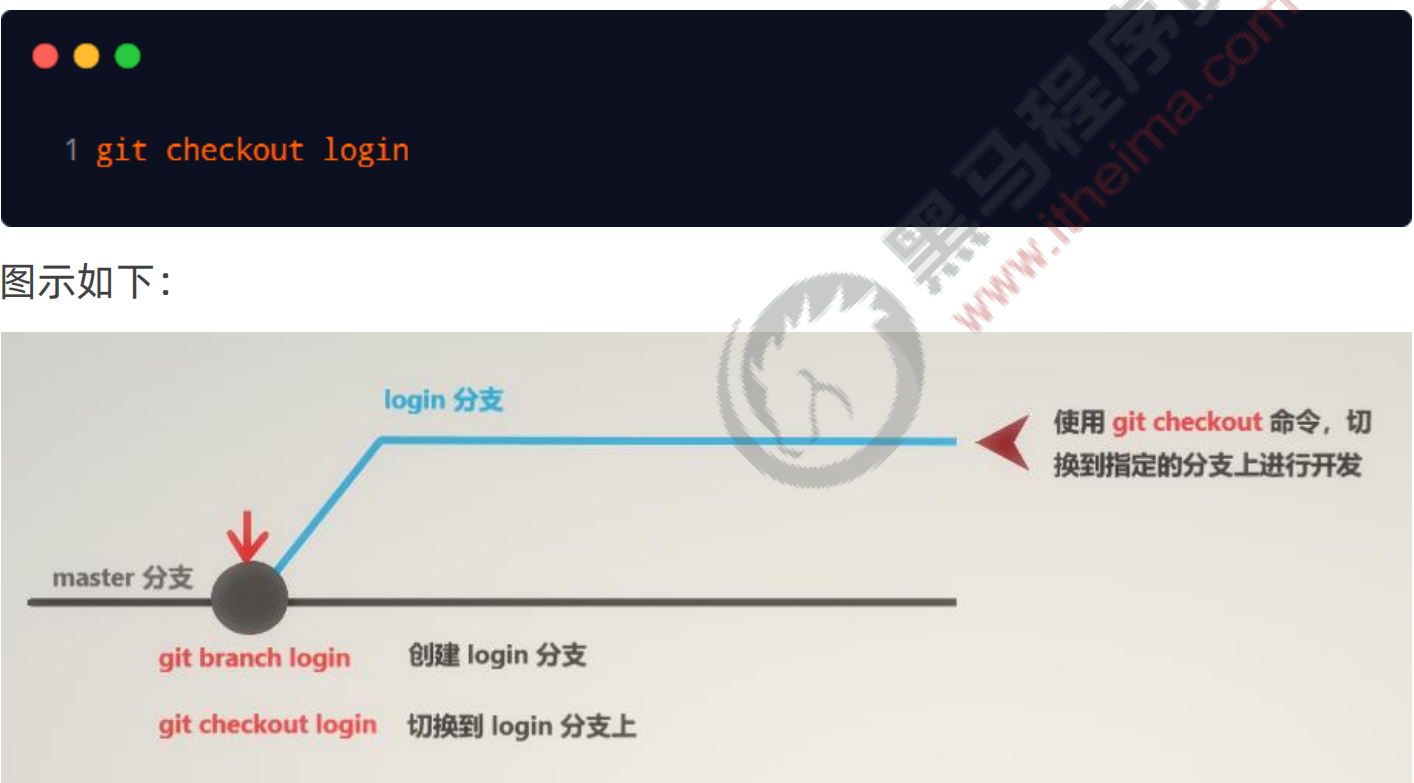 1 git checkout login
图示如下：
login 分支
使用 git checkout 命令，切
换到指定的分支上进行开发
master 分支
git branch login 创建 login 分支
git checkout login 切换到 login 分支上
黑马程序
www.itheima.com